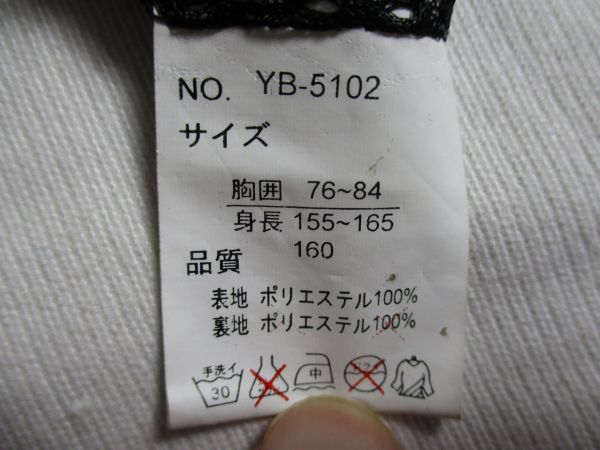 NO. YB-5102
サイズ
胸囲 76~84
身長 155~165
160
品質
表地 ポリエステル100%
裏地 ポリエステル100%
手洗イ
30
中